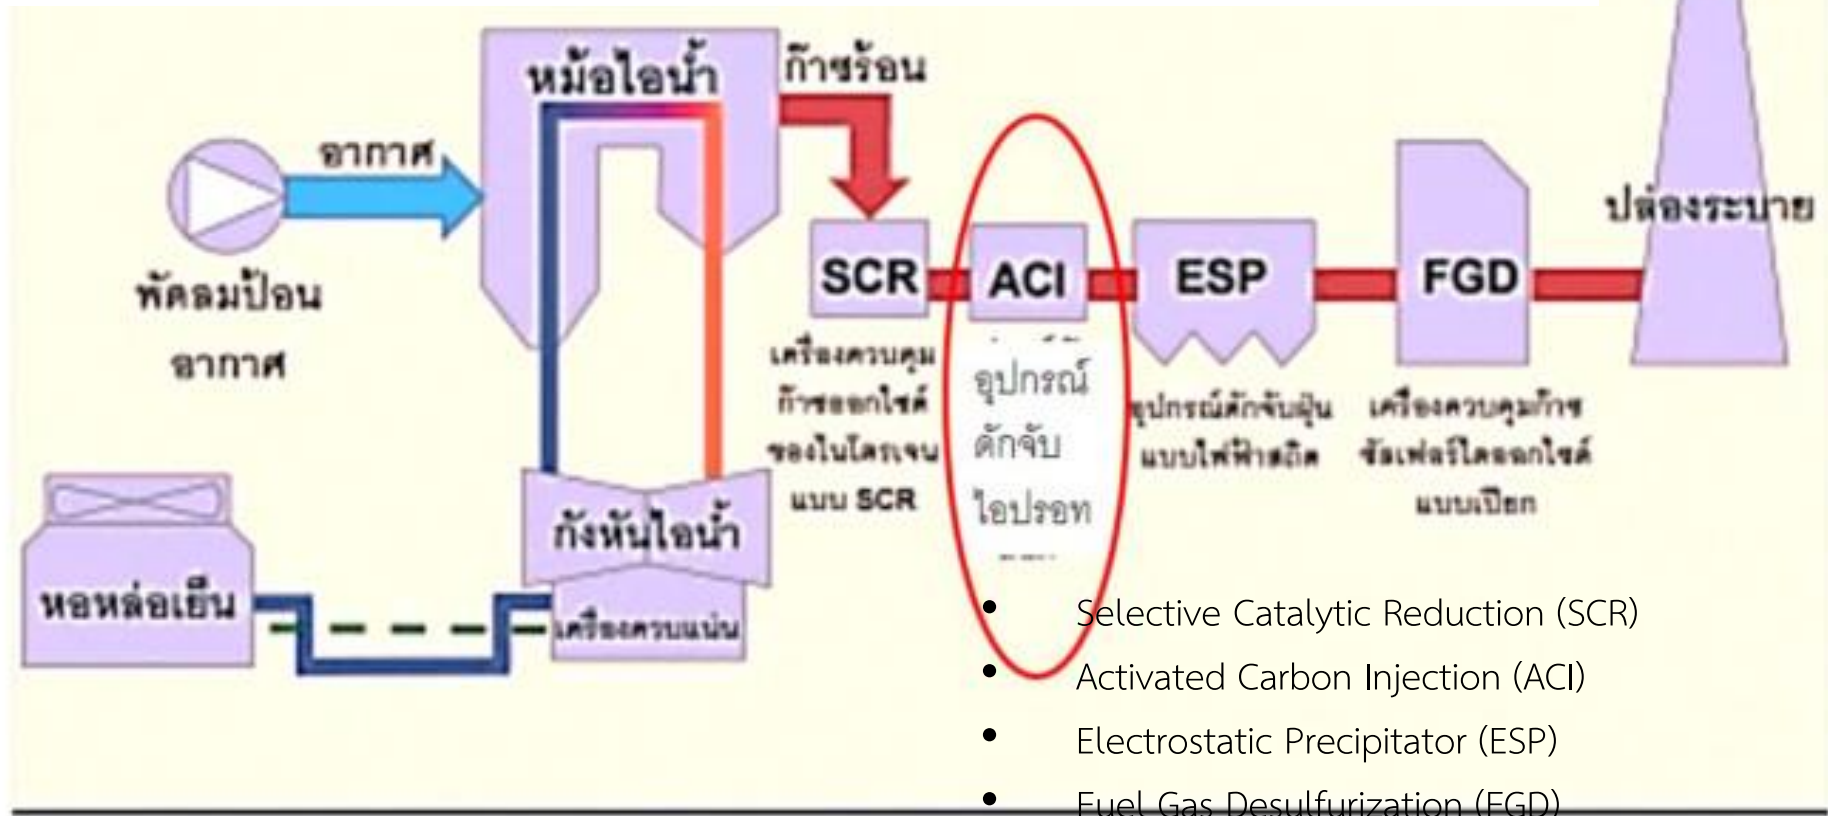 หม้อไอน้ำ
ก๊าซร้อน
อากาศ
พัดลมป้อน
อากาศ
ปล่องระบาย
SCR
ACI
ESP
FGD
เครื่องควบคุม
ก๊าซออกไซด์
ของไนโตรเจน
แบบ SCR
อุปกรณ์
ดักจับ
ไอปรอท
อุปกรณ์ดักจับฝุ่น
แบบไฟฟ้าสถิต
เครื่องควบคุมก๊าซ
ซัลเฟอร์ไดออกไซด์
แบบเปียก
กังหันไอน้ำ
เครื่องควบแน่น
หอหล่อเย็น
• Selective Catalytic Reduction (SCR)
• Activated Carbon Injection (ACI)
• Electrostatic Precipitator (ESP)
• Fuel Gas Desulfurization (FGD)